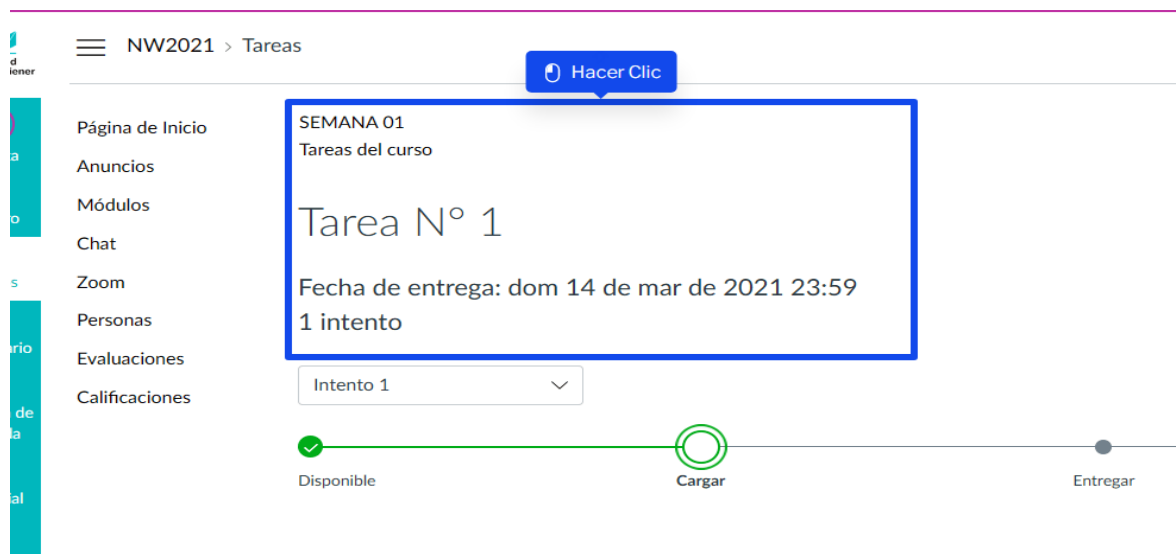 NW2021 > Tareas
Hacer Clic
Página de Inicio
Anuncios
Módulos
Chat
Zoom
Personas
Evaluaciones
Calificaciones
SEMANA 01
Tareas del curso
Tarea N° 1
Fecha de entrega: dom 14 de mar de 2021 23:59
1 intento
Intento 1
Disponible
Cargar
Entregar